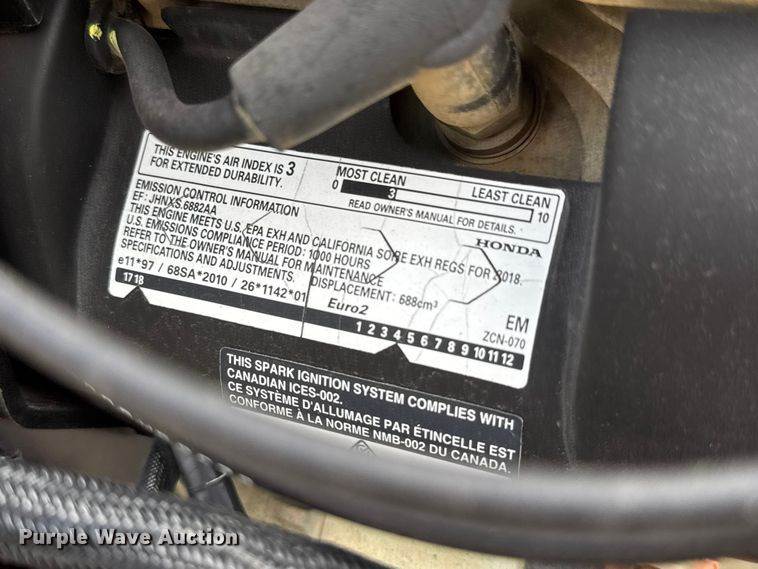 THIS ENGINE'S AIR INDEX IS 3
FOR EXTENDED DURABILITY.
MOST CLEAN LEAST CLEAN
0 3 10
READ OWNER'S MANUAL FOR DETAILS.
EMISSION CONTROL INFORMATION
HONDA
EF: JHNXS.6882AA
THIS ENGINE MEETS U.S. EPA EXH AND CALIFORNIA SORE EXH REGS FOR 2018.
U.S. EMISSIONS COMPLIANCE PERIOD: 1000 HOURS
REFER TO THE OWNER'S MANUAL FOR MAINTENANCE
SPECIFICATIONS AND ADJUSTMENTS. DISPLACEMENT: 688cm³
e11*97 / 68SA*2010 / 26*1142*01 Euro2 EM
ZCN-070
17 18 1 2 3 4 5 6 7 8 9 10 11 12
THIS SPARK IGNITION SYSTEM COMPLIES WITH
CANADIAN ICES-002.
CE SYSTÈME D'ALLUMAGE PAR ÉTINCELLE EST
CONFORME À LA NORME NMB-002 DU CANADA.
Purple Wave Auction